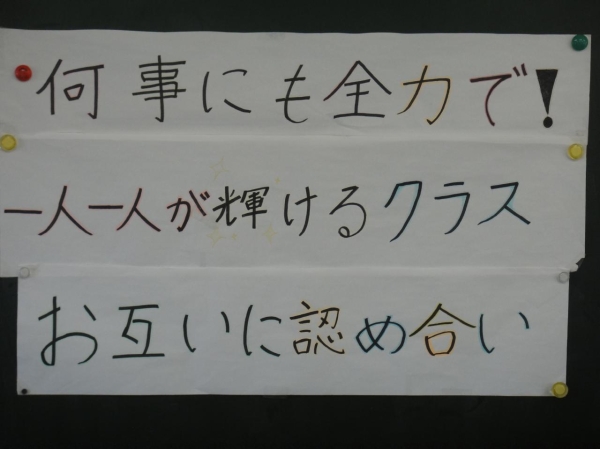 何事にも全力で!
一人一人が輝けるクラス
お互いに認め合い